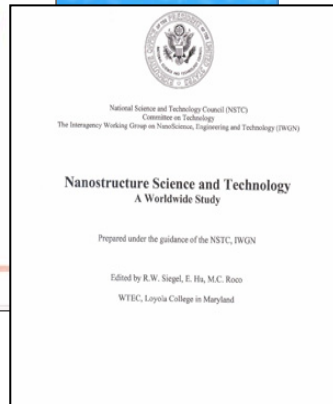 National Science and Technology Council (NSTC)
Committee on Technology
The Interagency Working Group on NanoScience, Engineering and Technology (IWGN)
Nanostructure Science and Technology
A Worldwide Study
Prepared under the guidance of the NSTC, IWGN
Edited by R.W. Siegel, E. Hu, M.C. Roco
WTEC, Loyola College in Maryland